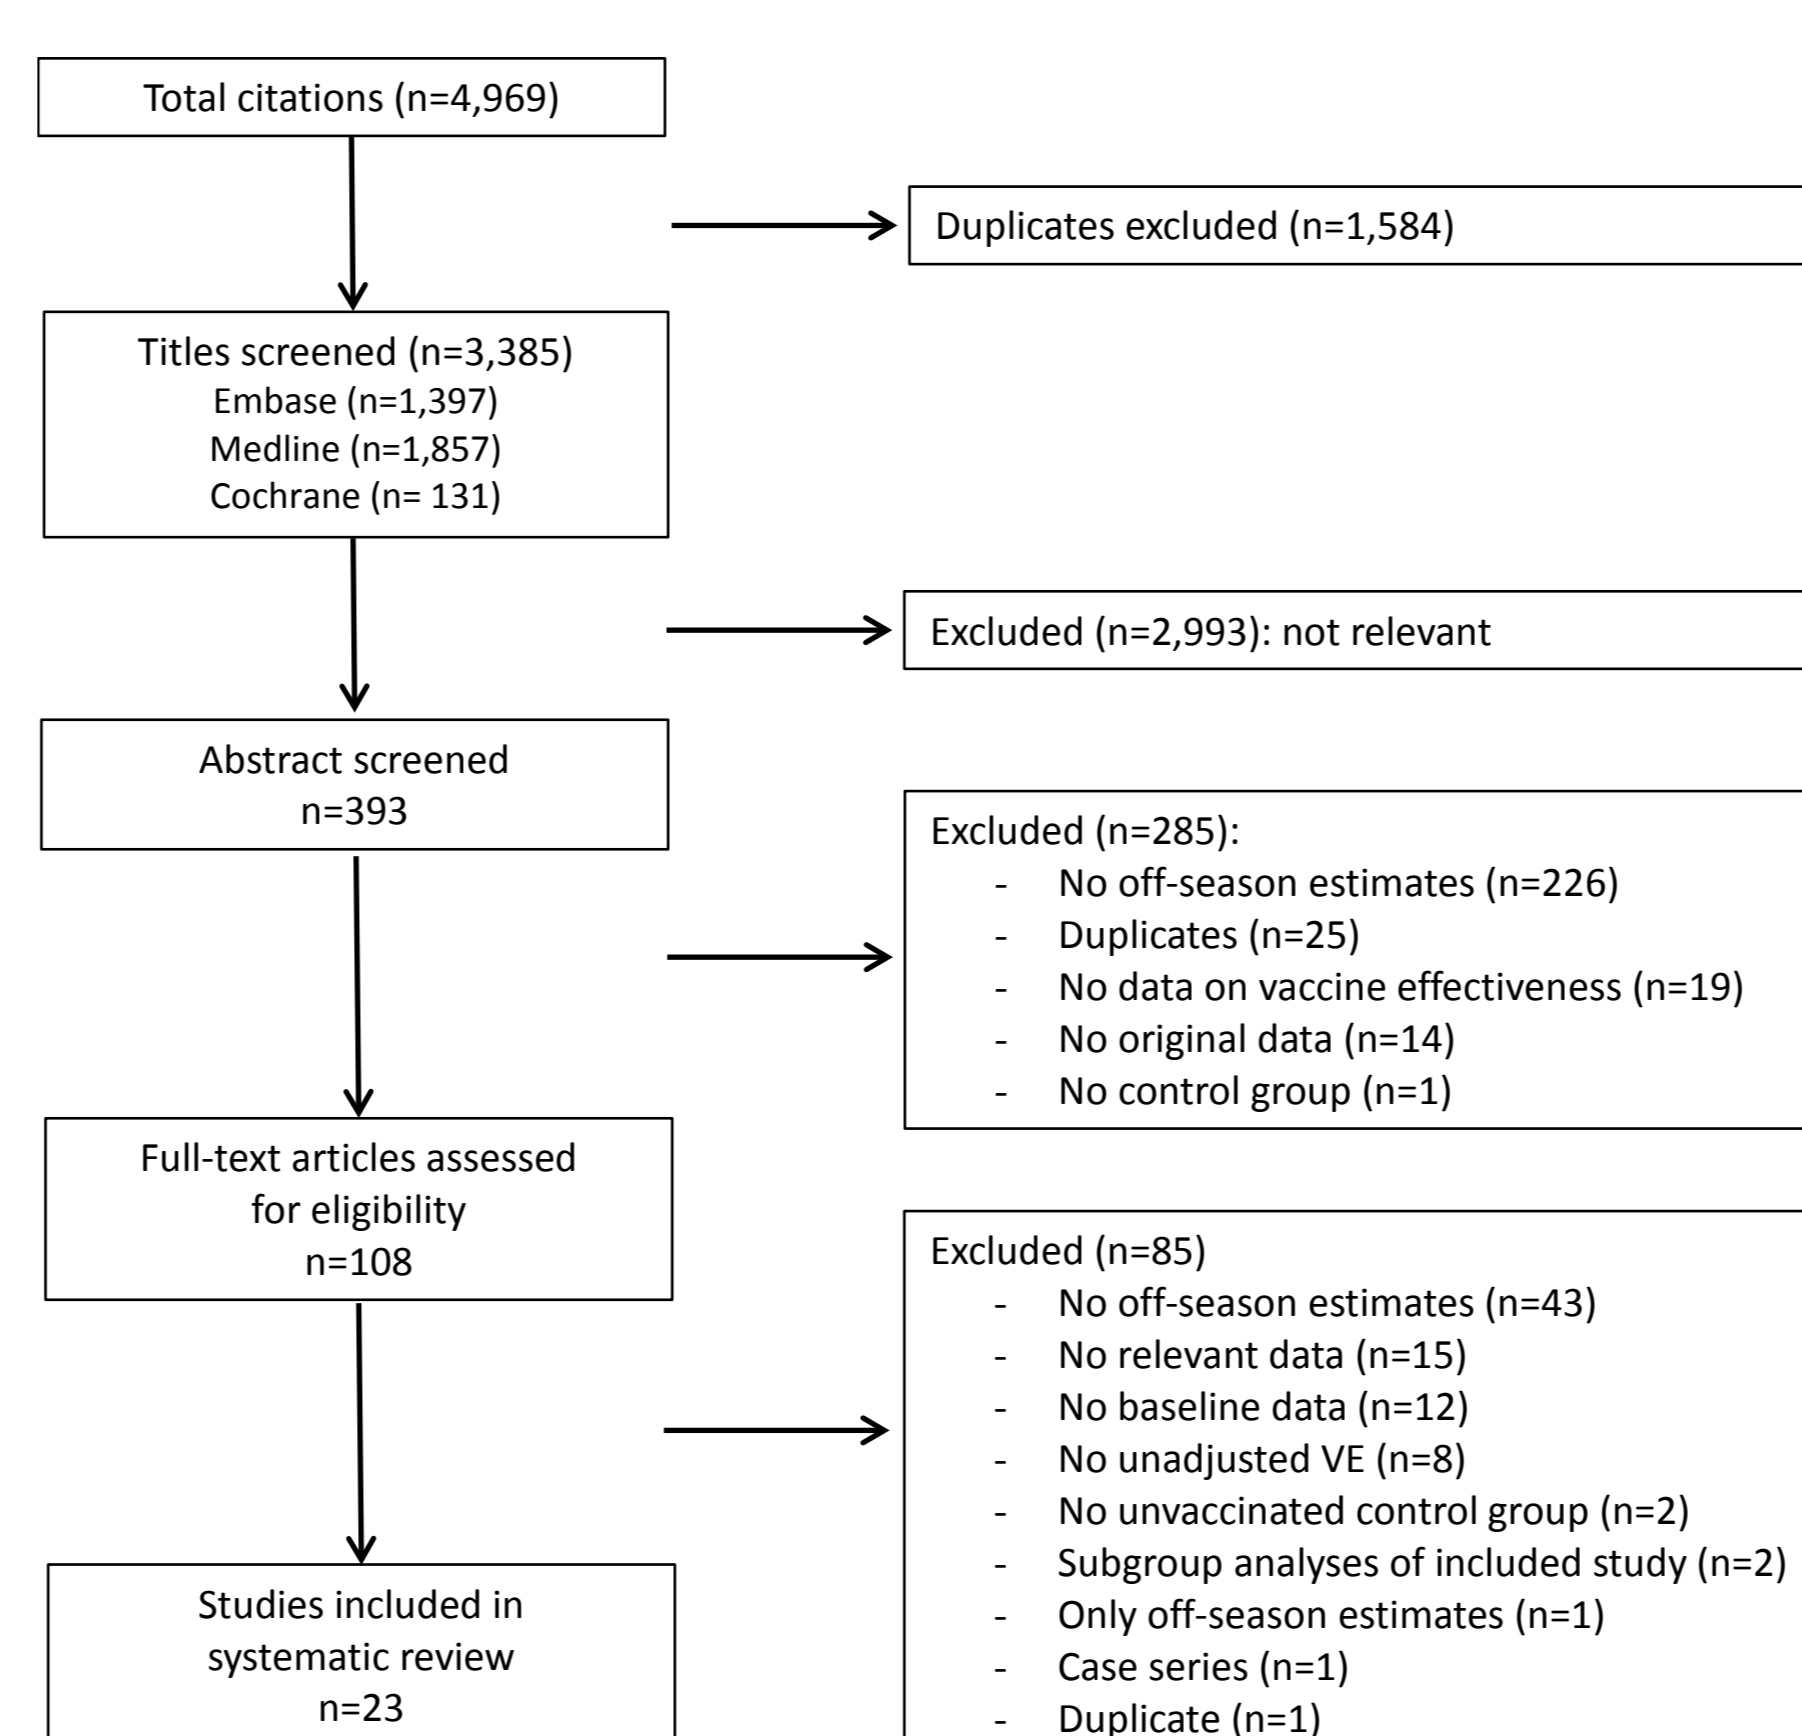 Total citations (n=4,969)
Duplicates excluded (n=1,584)
Titles screened (n=3,385)
Embase (n=1,397)
Medline (n=1,857)
Cochrane (n= 131)
Excluded (n=2,993): not relevant
Abstract screened
n=393
Excluded (n=285):
- No off-season estimates (n=226)
- Duplicates (n=25)
- No data on vaccine effectiveness (n=19)
- No original data (n=14)
- No control group (n=1)
Full-text articles assessed
for eligibility
n=108
Excluded (n=85)
- No off-season estimates (n=43)
- No relevant data (n=15)
- No baseline data (n=12)
- No unadjusted VE (n=8)
- No unvaccinated control group (n=2)
- Subgroup analyses of included study (n=2)
- Only off-season estimates (n=1)
- Case series (n=1)
- Duplicate (n=1)
Studies included in
systematic review
n=23